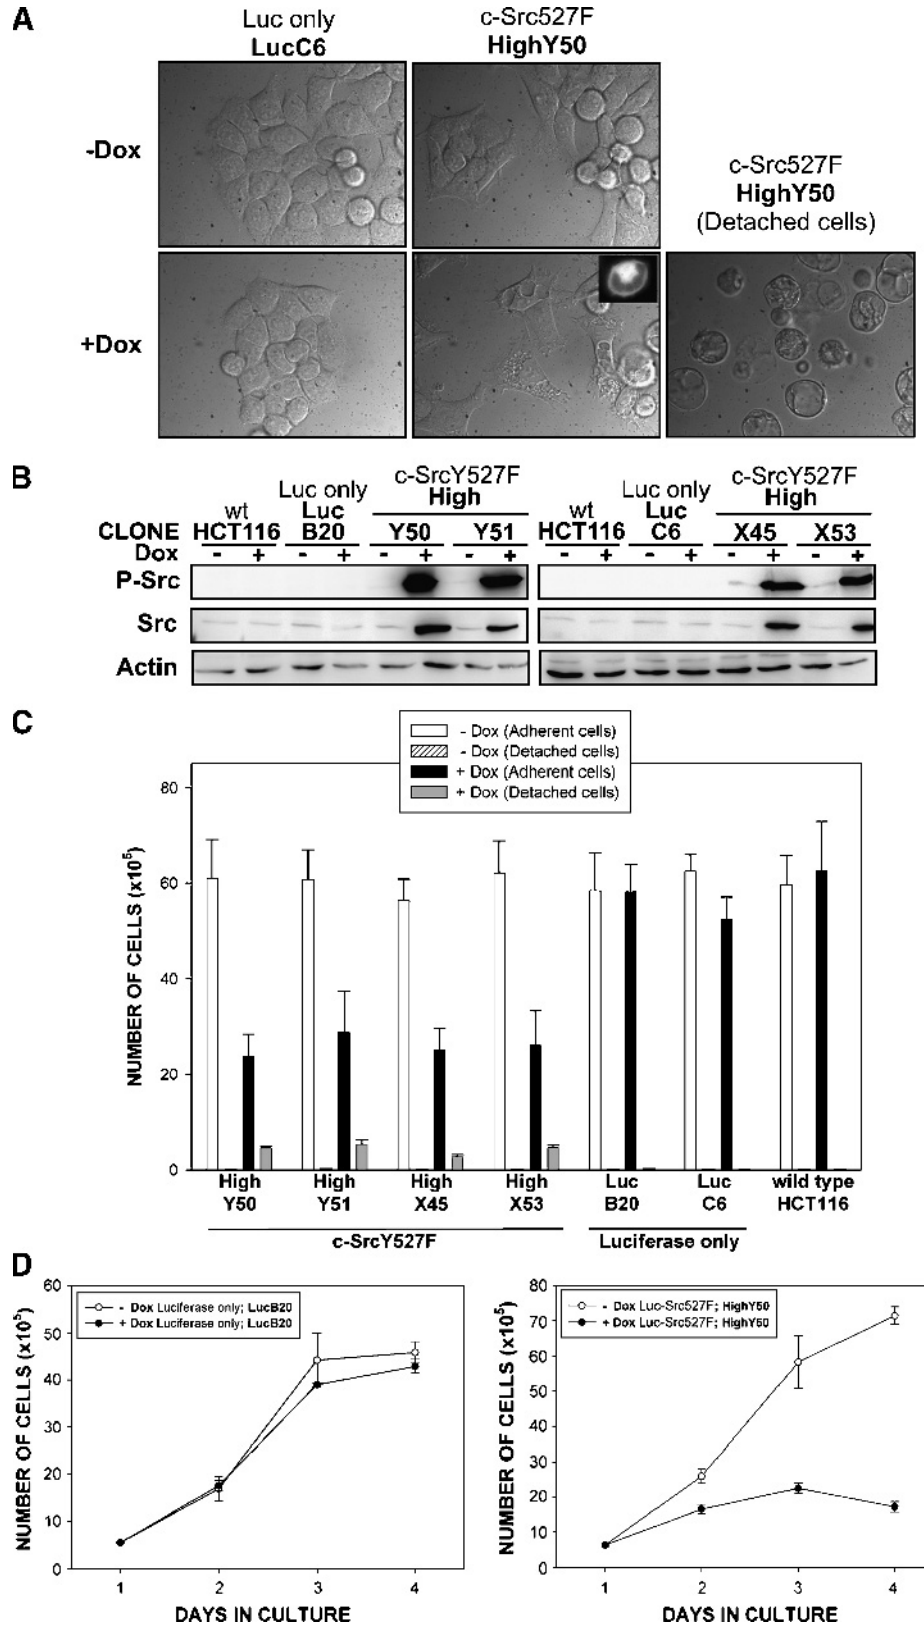 A
Luc only
LucC6
c-Src527F
HighY50
-Dox
c-Src527F
HighY50
(Detached cells)
+Dox
B
CLONE
Dox
wt
HCT116
Luc only
Luc
B20
c-SrcY527F
High
Y50 Y51
- + - + - + - +
wt
HCT116
Luc only
Luc
C6
c-SrcY527F
High
X45 X53
- + - + - + - +
P-Src
Src
Actin
C
- Dox (Adherent cells)
- Dox (Detached cells)
+ Dox (Adherent cells)
+ Dox (Detached cells)
NUMBER OF CELLS (x10⁵)
80
60
40
20
0
High
Y50
High
Y51
High
X45
High
X53
Luc
B20
Luc
C6
wild type
HCT116
c-SrcY527F
Luciferase only
D
NUMBER OF CELLS (x10⁵)
60
50
40
30
20
10
0
- Dox Luciferase only; LucB20
+ Dox Luciferase only; LucB20
1 2 3 4
DAYS IN CULTURE
NUMBER OF CELLS (x10⁵)
80
70
60
50
40
30
20
10
0
- Dox Luc-Src527F; HighY50
+ Dox Luc-Src527F; HighY50
1 2 3 4
DAYS IN CULTURE